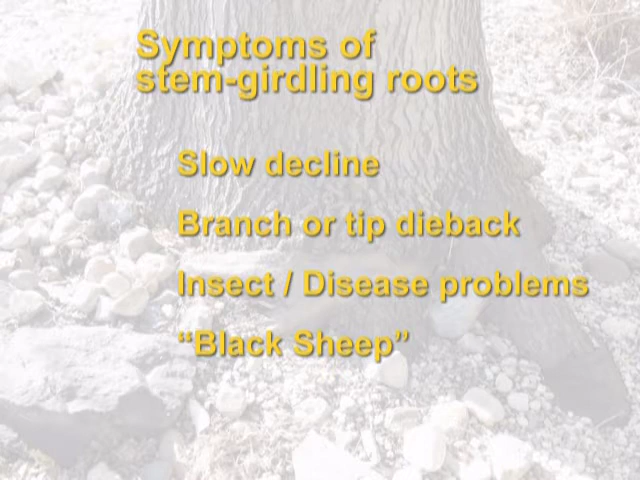 Symptoms of
stem-girdling roots
Slow decline
Branch or tip dieback
Insect / Disease problems
“Black Sheep”